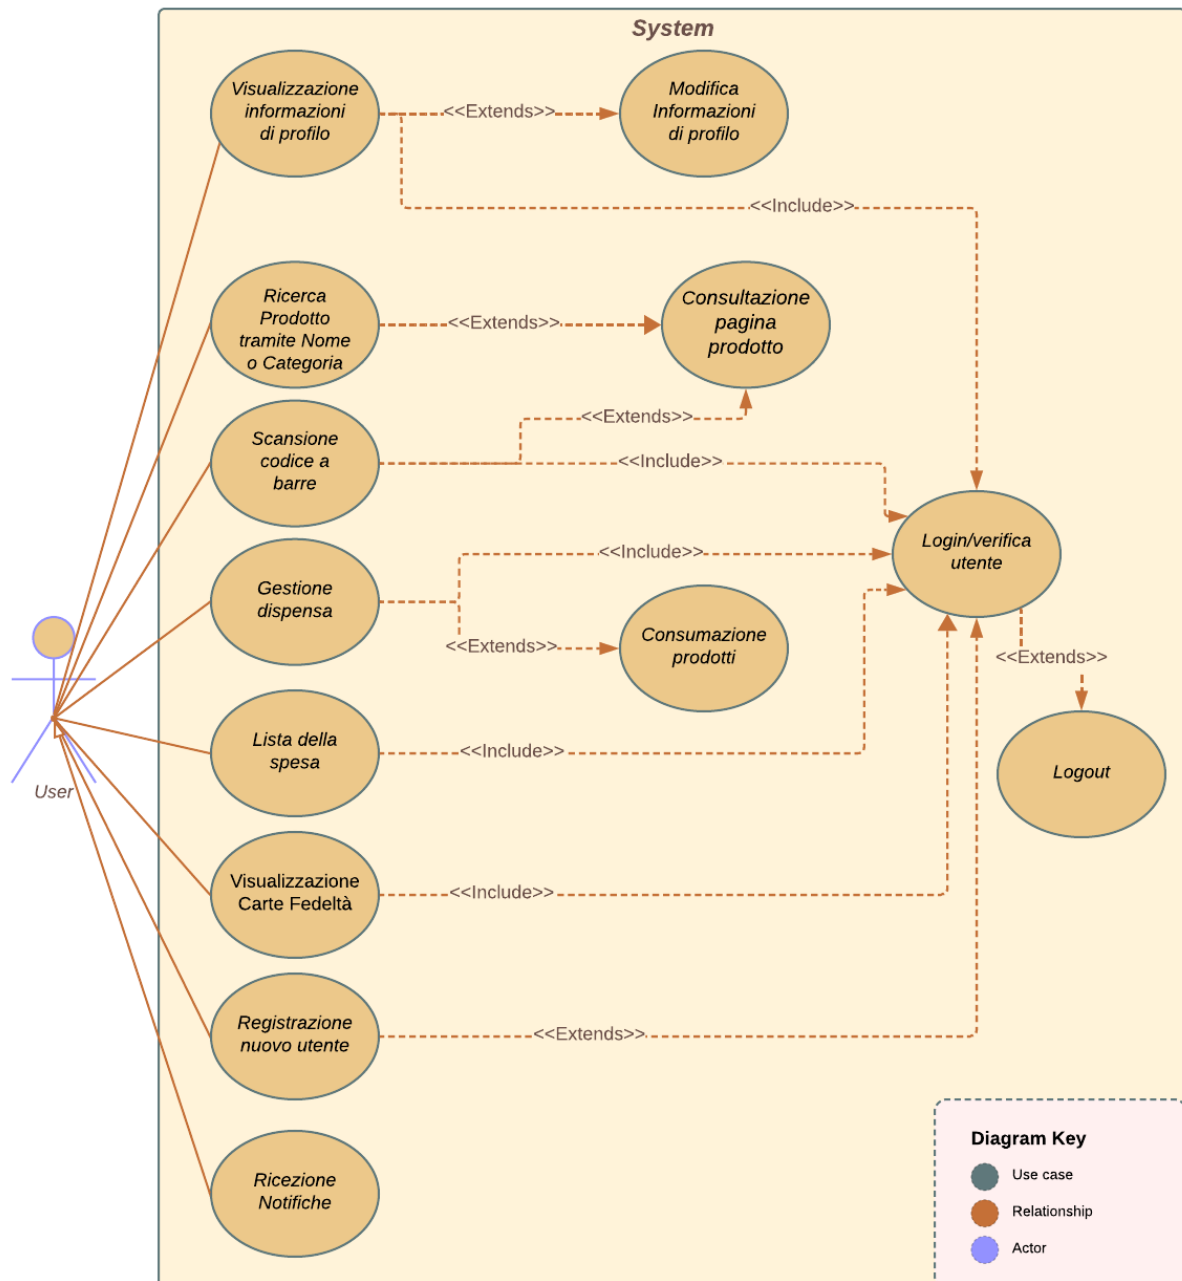 System
Visualizzazione
informazioni
di profilo
<<Extends>>
Modifica
Informazioni
di profilo
<<Include>>
Ricerca
Prodotto
tramite Nome
o Categoria
<<Extends>>
Consultazione
pagina
prodotto
<<Extends>>
Scansione
codice a
barre
<<Include>>
Login/verifica
utente
<<Include>>
Gestione
dispensa
<<Extends>>
Consumazione
prodotti
<<Extends>>
Lista della
spesa
<<Include>>
Logout
User
Visualizzazione
Carte Fedeltà
<<Include>>
Registrazione
nuovo utente
<<Extends>>
Ricezione
Notifiche
Diagram Key
Use case
Relationship
Actor